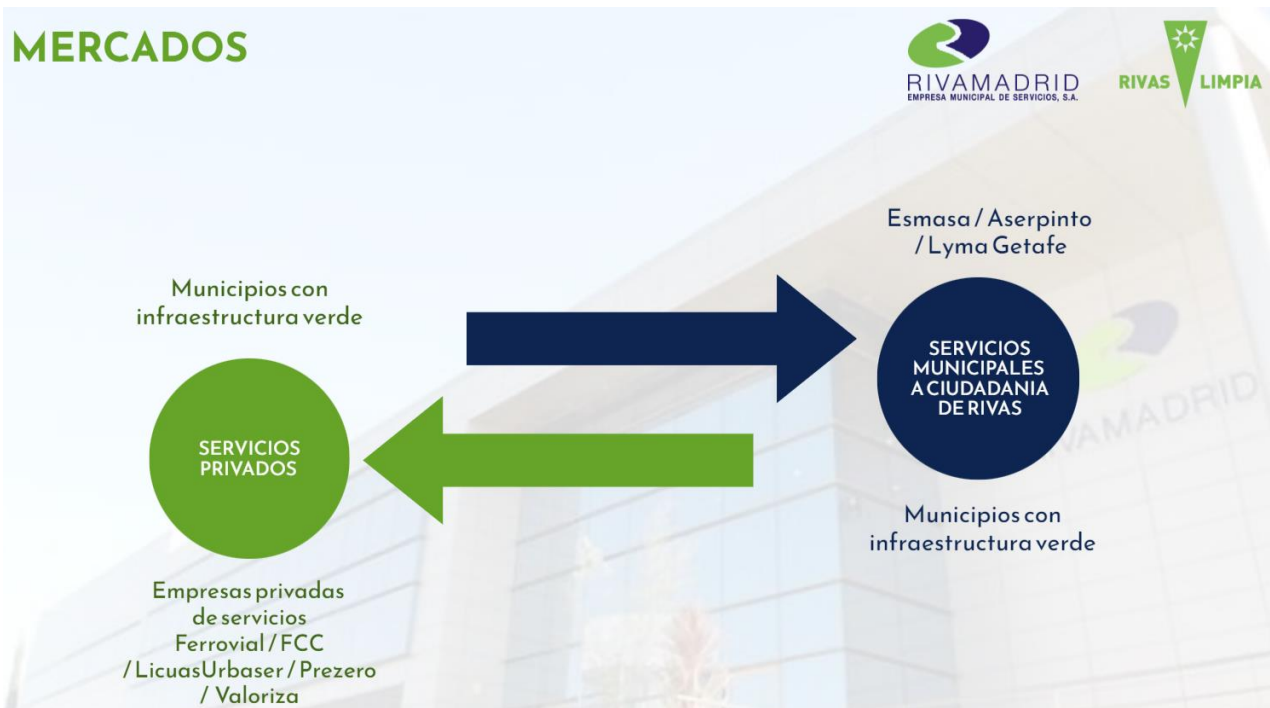 MERCADOS
RIVAMADRID
EMPRESA MUNICIPAL DE SERVICIOS, S.A.
RIVAS LIMPIA
Municipios con
infraestructura verde
SERVICIOS
PRIVADOS
Empresas privadas
de servicios
Ferrovial / FCC
/ LicuasUrbaser / Prezero
/ Valoriza
Esmasa / Aserpinto
/ Lyma Getafe
SERVICIOS
MUNICIPALES
A CIUDADANIA
DE RIVAS
Municipios con
infraestructura verde
RIVAMADRID